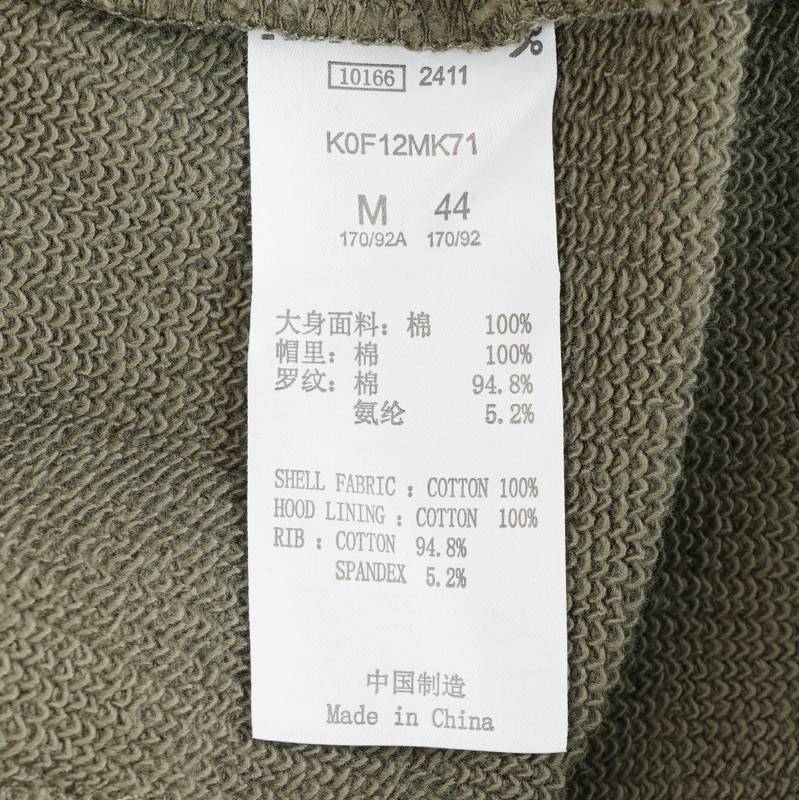 10166 2411
K0F12MK71
M 44
170/92A 170/92
大身面料：棉 100%
帽里：棉 100%
罗纹：棉 94.8%
氨纶 5.2%
SHELL FABRIC : COTTON 100%
HOOD LINING : COTTON 100%
RIB : COTTON 94.8%
SPANDEX 5.2%
中国制造
Made in China